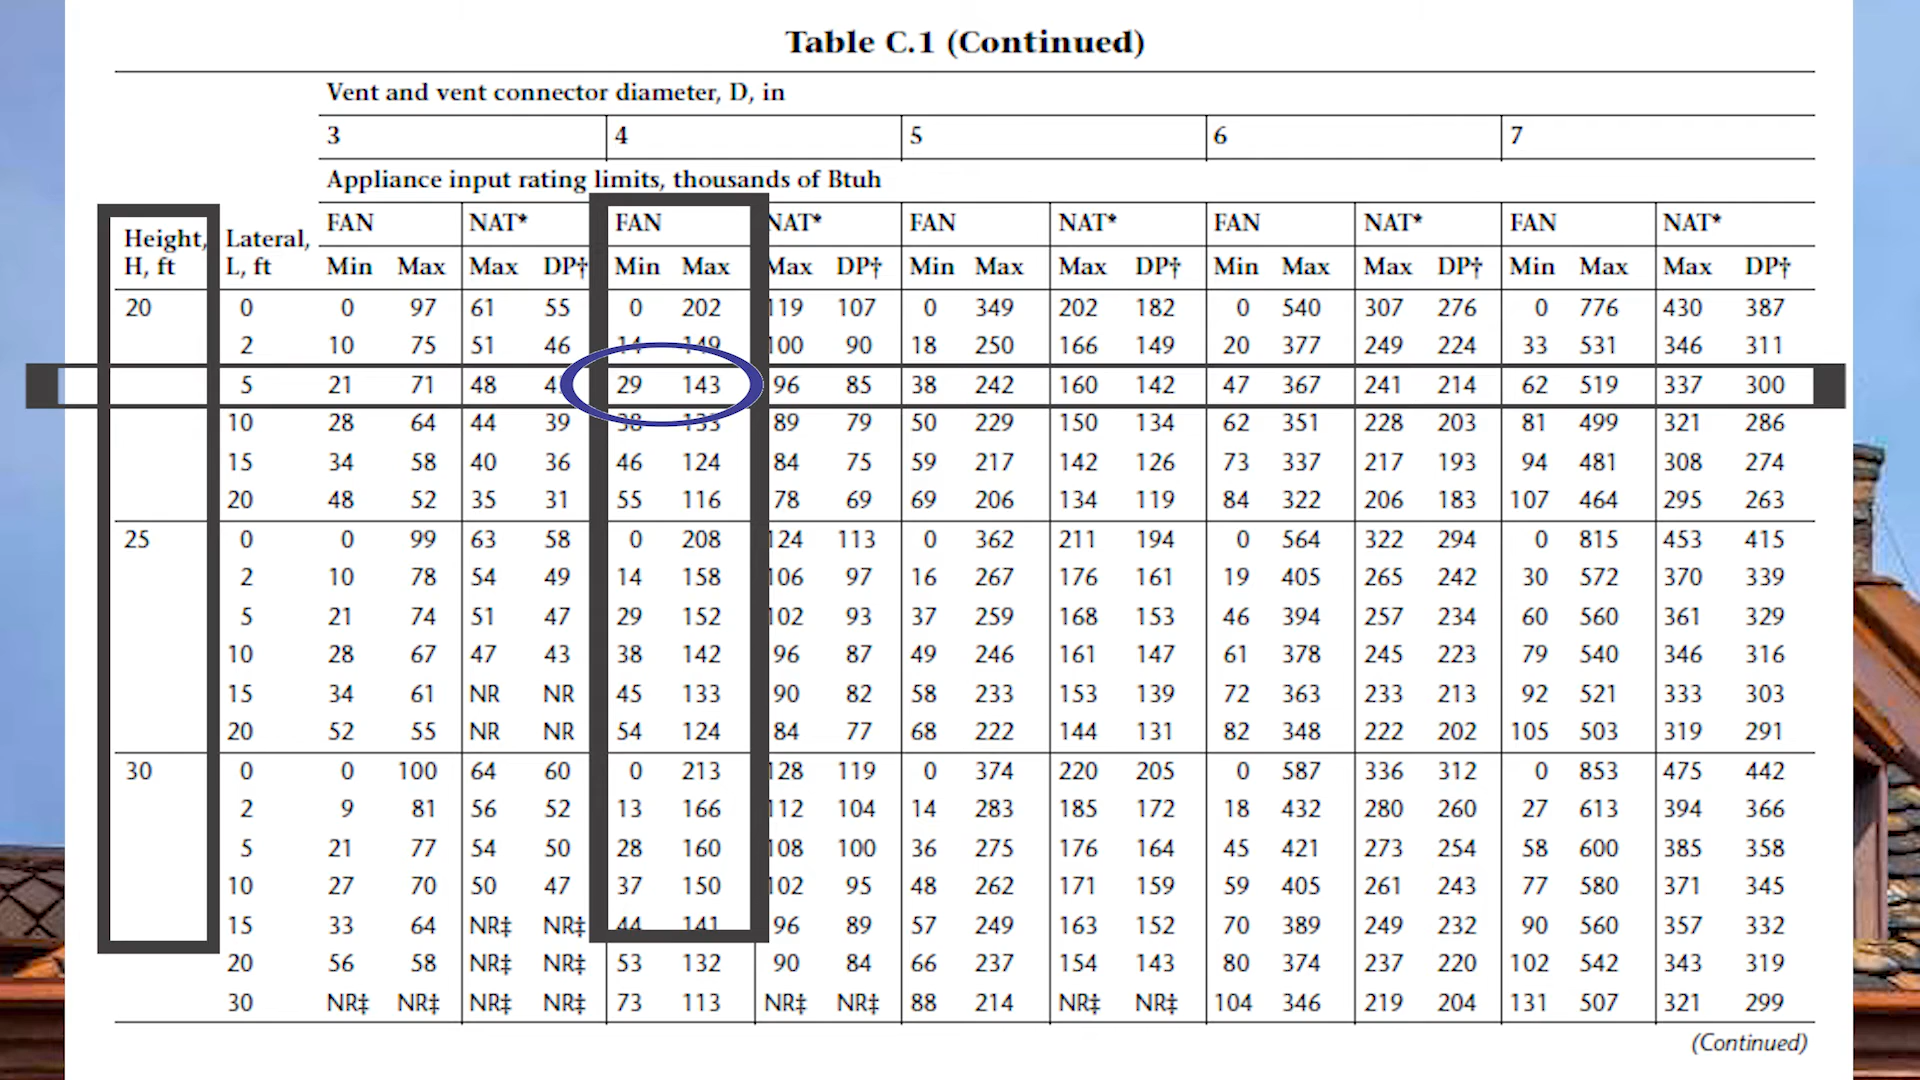 Table C.1 (Continued)
Vent and vent connector diameter, D, in
3 4 5 6 7
Appliance input rating limits, thousands of Btuh
Height, H, ft Lateral, L, ft FAN NAT* FAN NAT* FAN NAT* FAN NAT* FAN NAT*
Min Max Max DP† Min Max Max DP† Min Max Max DP† Min Max Max DP† Min Max Max DP†
20 0 0 97 61 55 0 202 119 107 0 349 202 182 0 540 307 276 0 776 430 387
2 10 75 51 46 14 149 100 90 18 250 166 149 20 377 249 224 33 531 346 311
5 21 71 48 29 143 96 85 38 242 160 142 47 367 241 214 62 519 337 300
10 28 64 44 39 38 133 89 79 50 229 150 134 62 351 228 203 81 499 321 286
15 34 58 40 36 46 124 84 75 59 217 142 126 73 337 217 193 94 481 308 274
20 48 52 35 31 55 116 78 69 69 206 134 119 84 322 206 183 107 464 295 263
25 0 0 99 63 58 0 208 124 113 0 362 211 194 0 564 322 294 0 815 453 415
2 10 78 54 49 14 158 106 97 16 267 176 161 19 405 265 242 30 572 370 339
5 21 74 51 47 29 152 102 93 37 259 168 153 46 394 257 234 60 560 361 329
10 28 67 47 43 38 142 96 87 49 246 161 147 61 378 245 223 79 540 346 316
15 34 61 NR NR 45 133 90 82 58 233 153 139 72 363 233 213 92 521 333 303
20 52 55 NR NR 54 124 84 77 68 222 144 131 82 348 222 202 105 503 319 291
30 0 0 100 64 60 0 213 128 119 0 374 220 205 0 587 336 312 0 853 475 442
2 9 81 56 52 13 166 112 104 14 283 185 172 18 432 280 260 27 613 394 366
5 21 77 54 50 28 160 108 100 36 275 176 164 45 421 273 254 58 600 385 358
10 27 70 50 47 37 150 102 95 48 262 171 159 59 405 261 243 77 580 371 345
15 33 64 NR‡ NR‡ 44 141 96 89 57 249 163 152 70 389 249 232 90 560 357 332
20 56 58 NR‡ NR‡ 53 132 90 84 66 237 154 143 80 374 237 220 102 542 343 319
30 NR‡ NR‡ NR‡ NR‡ 73 113 NR‡ NR‡ 88 214 NR‡ NR‡ 104 346 219 204 131 507 321 299
(Continued)